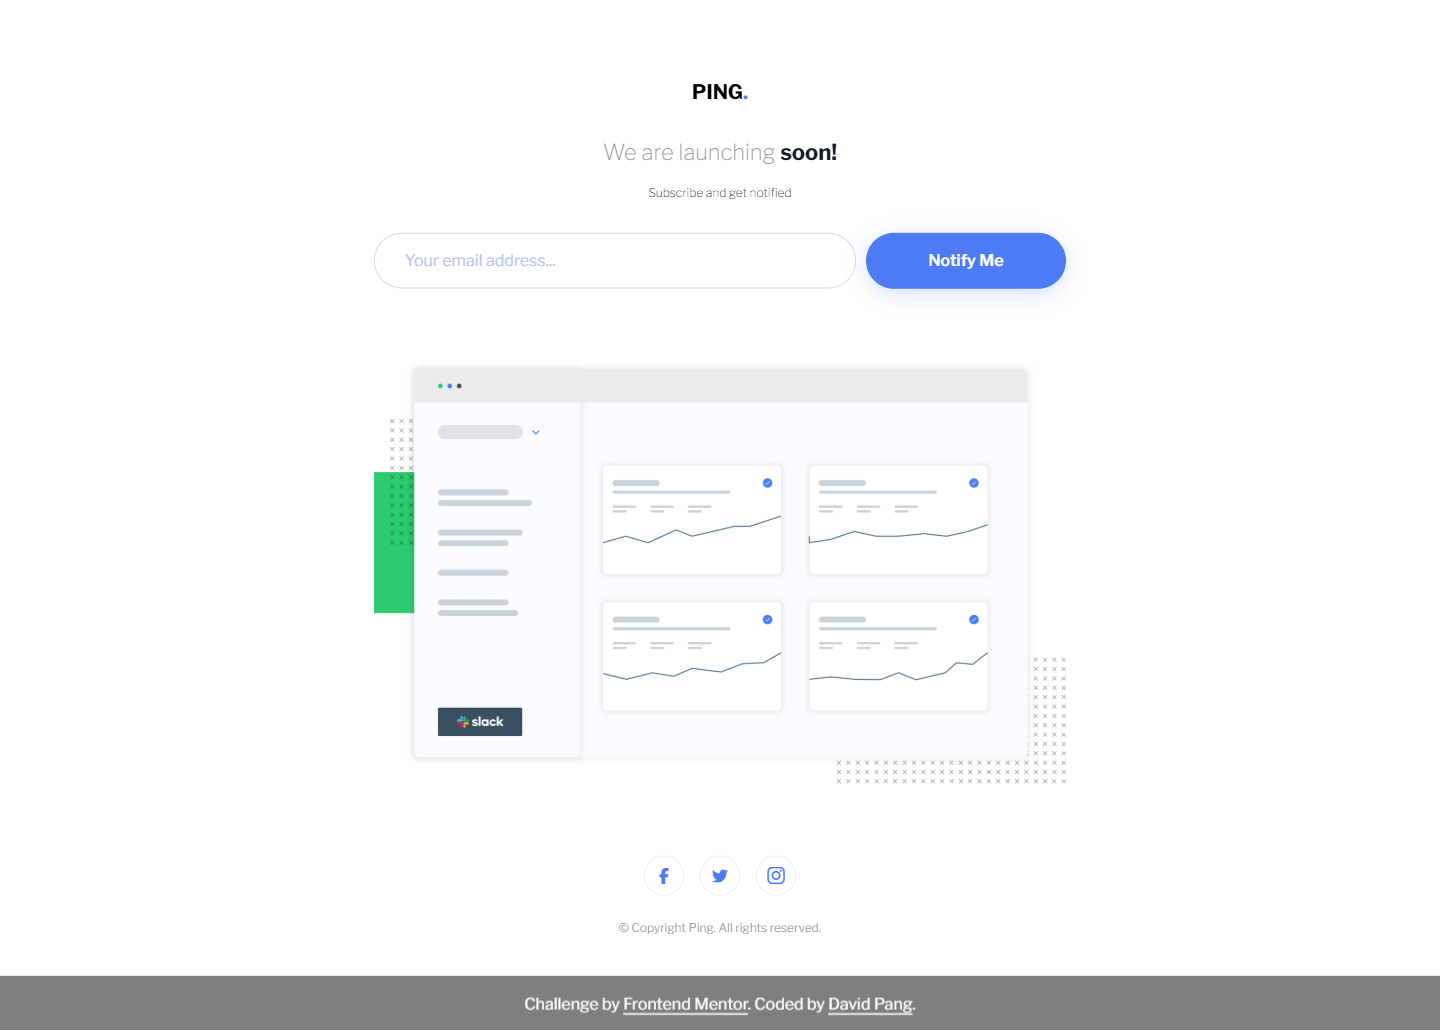 PING.
We are launching soon!
Subscribe and get notified
Your email address...
Notify Me
slack
© Copyright Ping. All rights reserved.
Challenge by Frontend Mentor. Coded by David Pang.